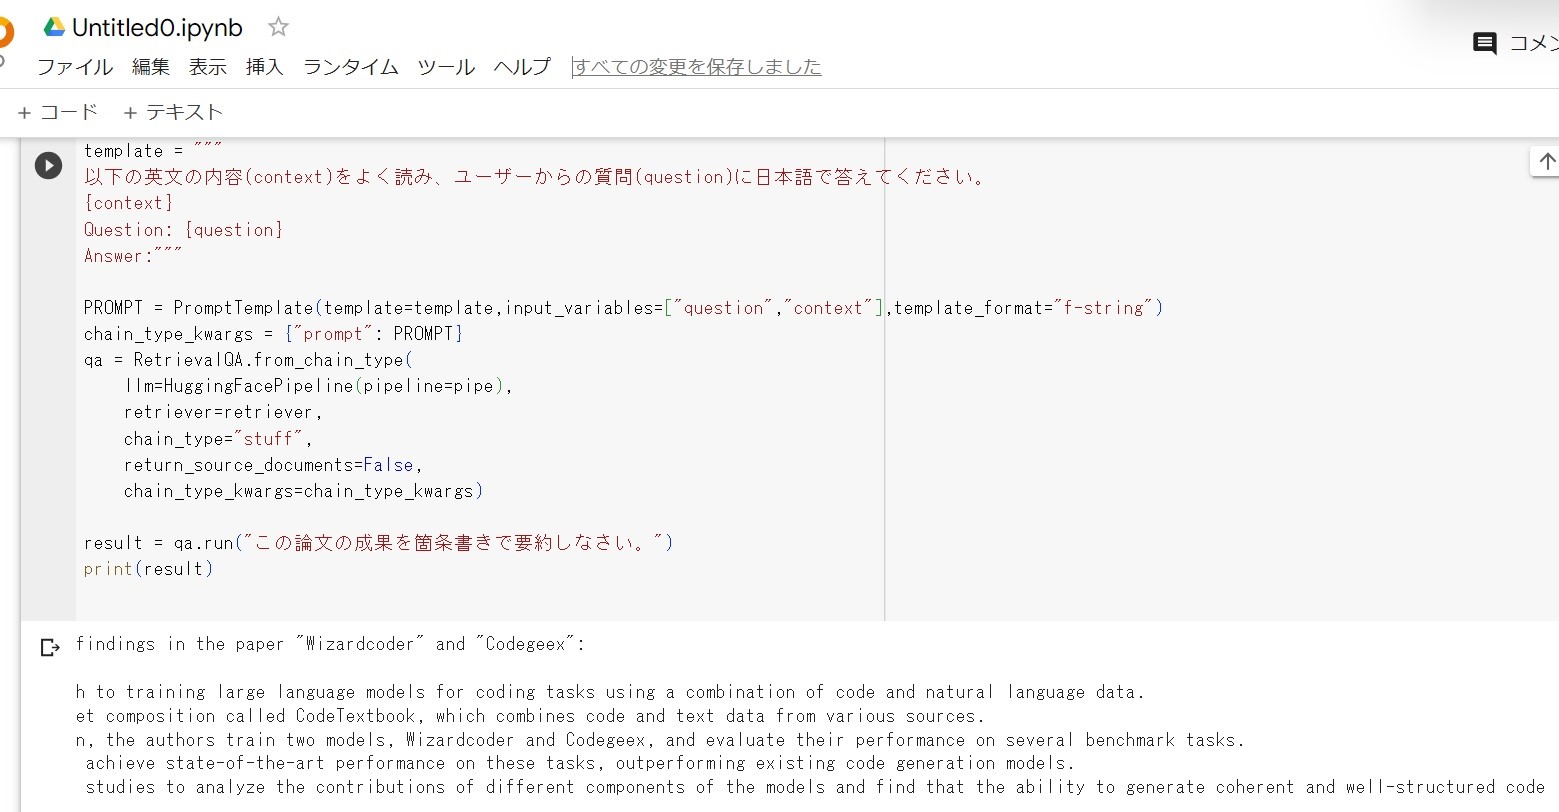 Untitled0.ipynb
コメン
ファイル 編集 表示 挿入 ランタイム ツール ヘルプ すべての変更を保存しました
+ コード + テキスト
template = """
以下の英文の内容(context)をよく読み、ユーザーからの質問(question)に日本語で答えてください。
{context}
Question: {question}
Answer:"""
PROMPT = PromptTemplate(template=template,input_variables=["question","context"],template_format="f-string")
chain_type_kwargs = {"prompt": PROMPT}
qa = RetrievalQA.from_chain_type(
llm=HuggingFacePipeline(pipeline=pipe),
retriever=retriever,
chain_type="stuff",
return_source_documents=False,
chain_type_kwargs=chain_type_kwargs)
result = qa.run("この論文の成果を箇条書きで要約しなさい。")
print(result)
findings in the paper "Wizardcoder" and "Codegeex":
h to training large language models for coding tasks using a combination of code and natural language data.
et composition called CodeTextbook, which combines code and text data from various sources.
n, the authors train two models, Wizardcoder and Codegeex, and evaluate their performance on several benchmark tasks.
achieve state-of-the-art performance on these tasks, outperforming existing code generation models.
studies to analyze the contributions of different components of the models and find that the ability to generate coherent and well-structured code